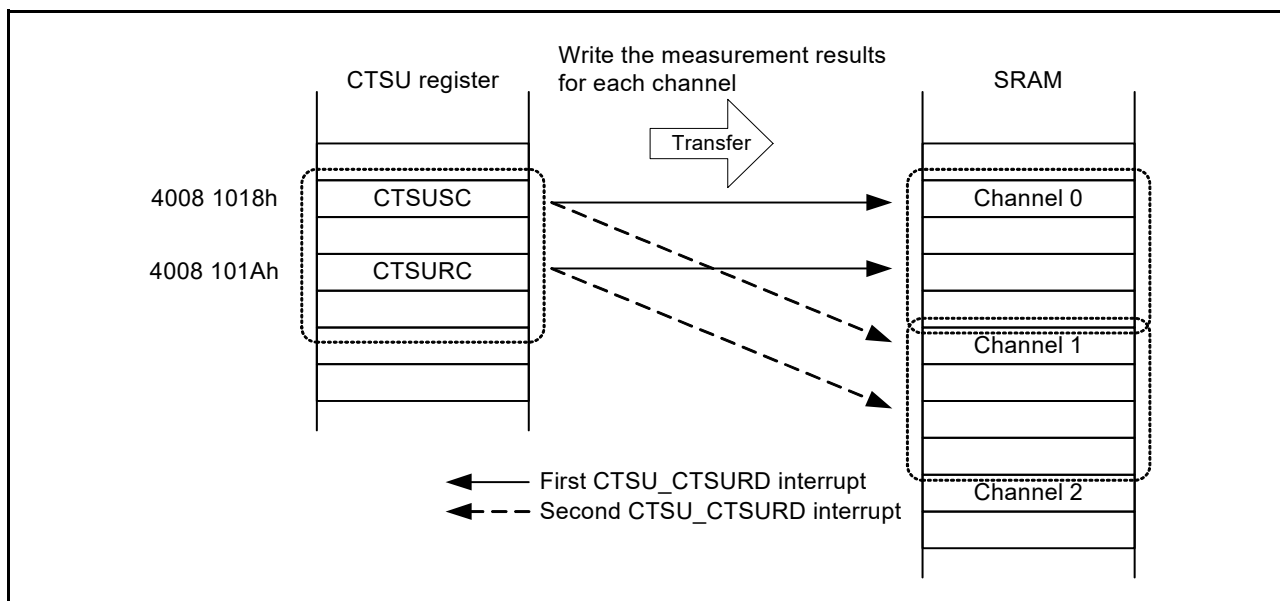 Write the measurement results
for each channel
CTSU register
SRAM
Transfer
4008 1018h
CTSUSC
Channel 0
4008 101Ah
CTSURC
Channel 1
First CTSU_CTSURD interrupt
Second CTSU_CTSURD interrupt
Channel 2